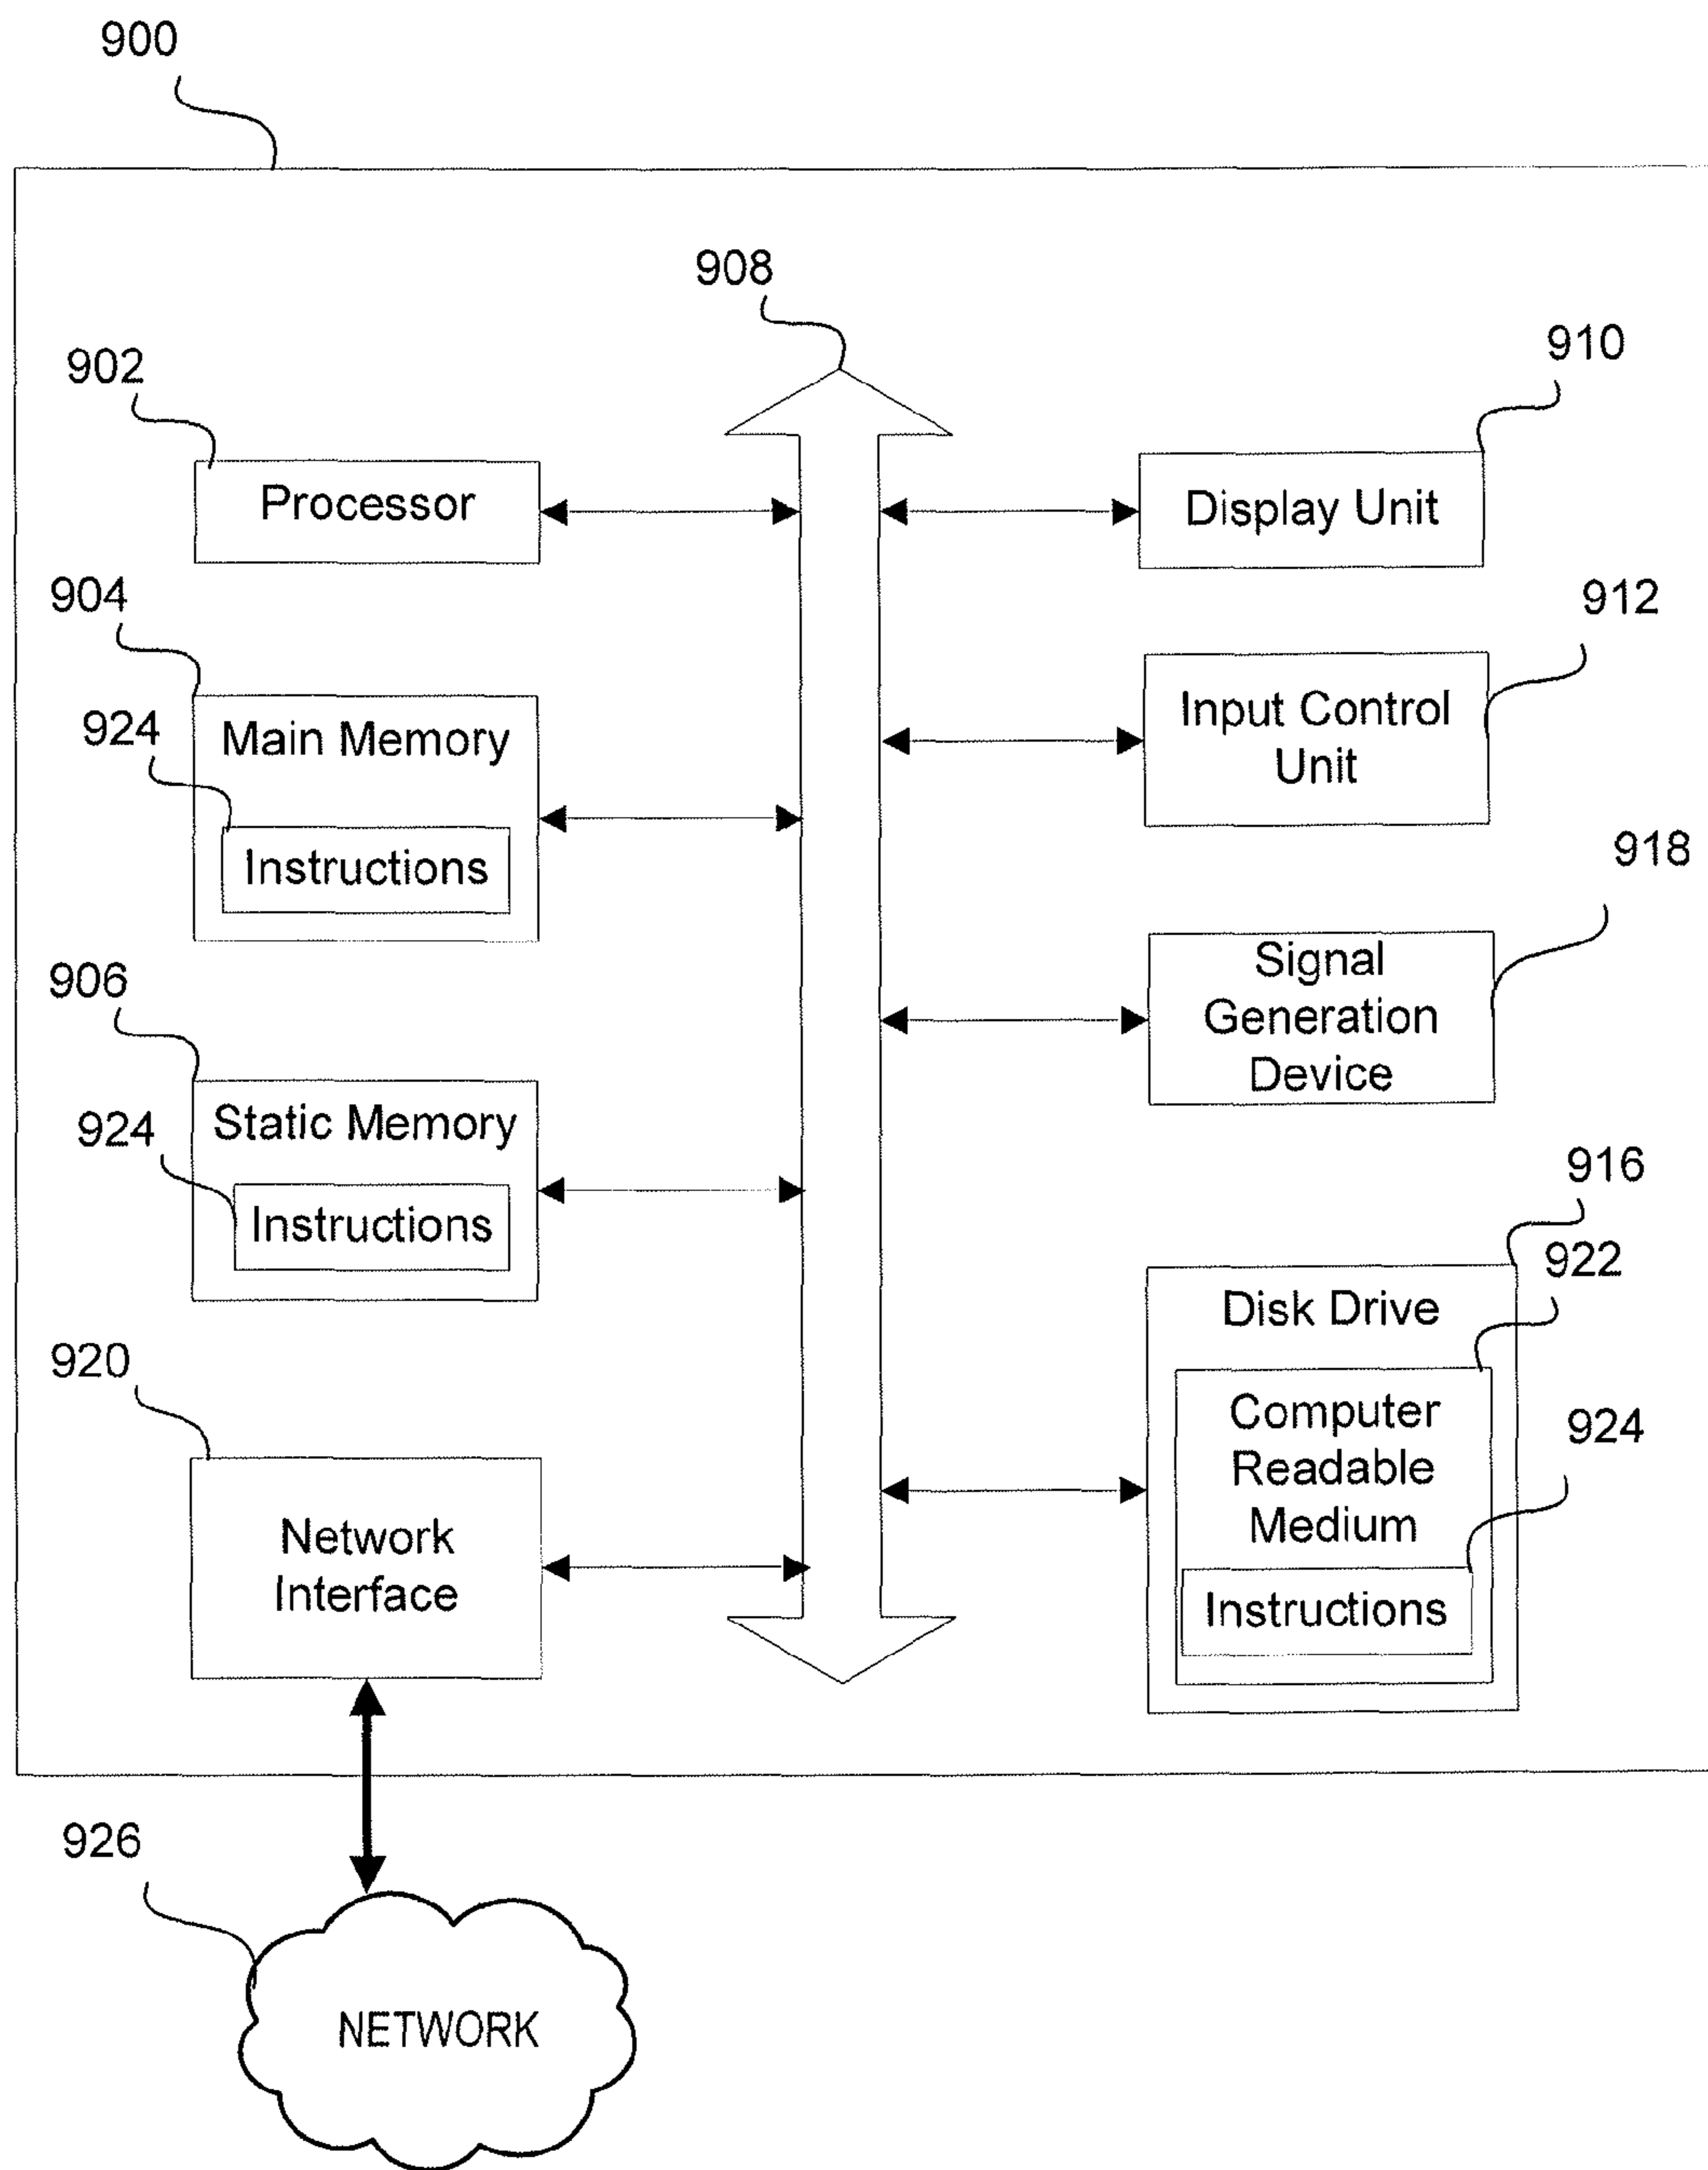 900
908
902
910
Processor
Display Unit
904
912
924
Main Memory
Input Control
Unit
Instructions
918
906
Signal
Generation
Device
924
Static Memory
Instructions
916
922
Disk Drive
920
Computer
Readable
Medium
924
Network
Interface
Instructions
926
NETWORK